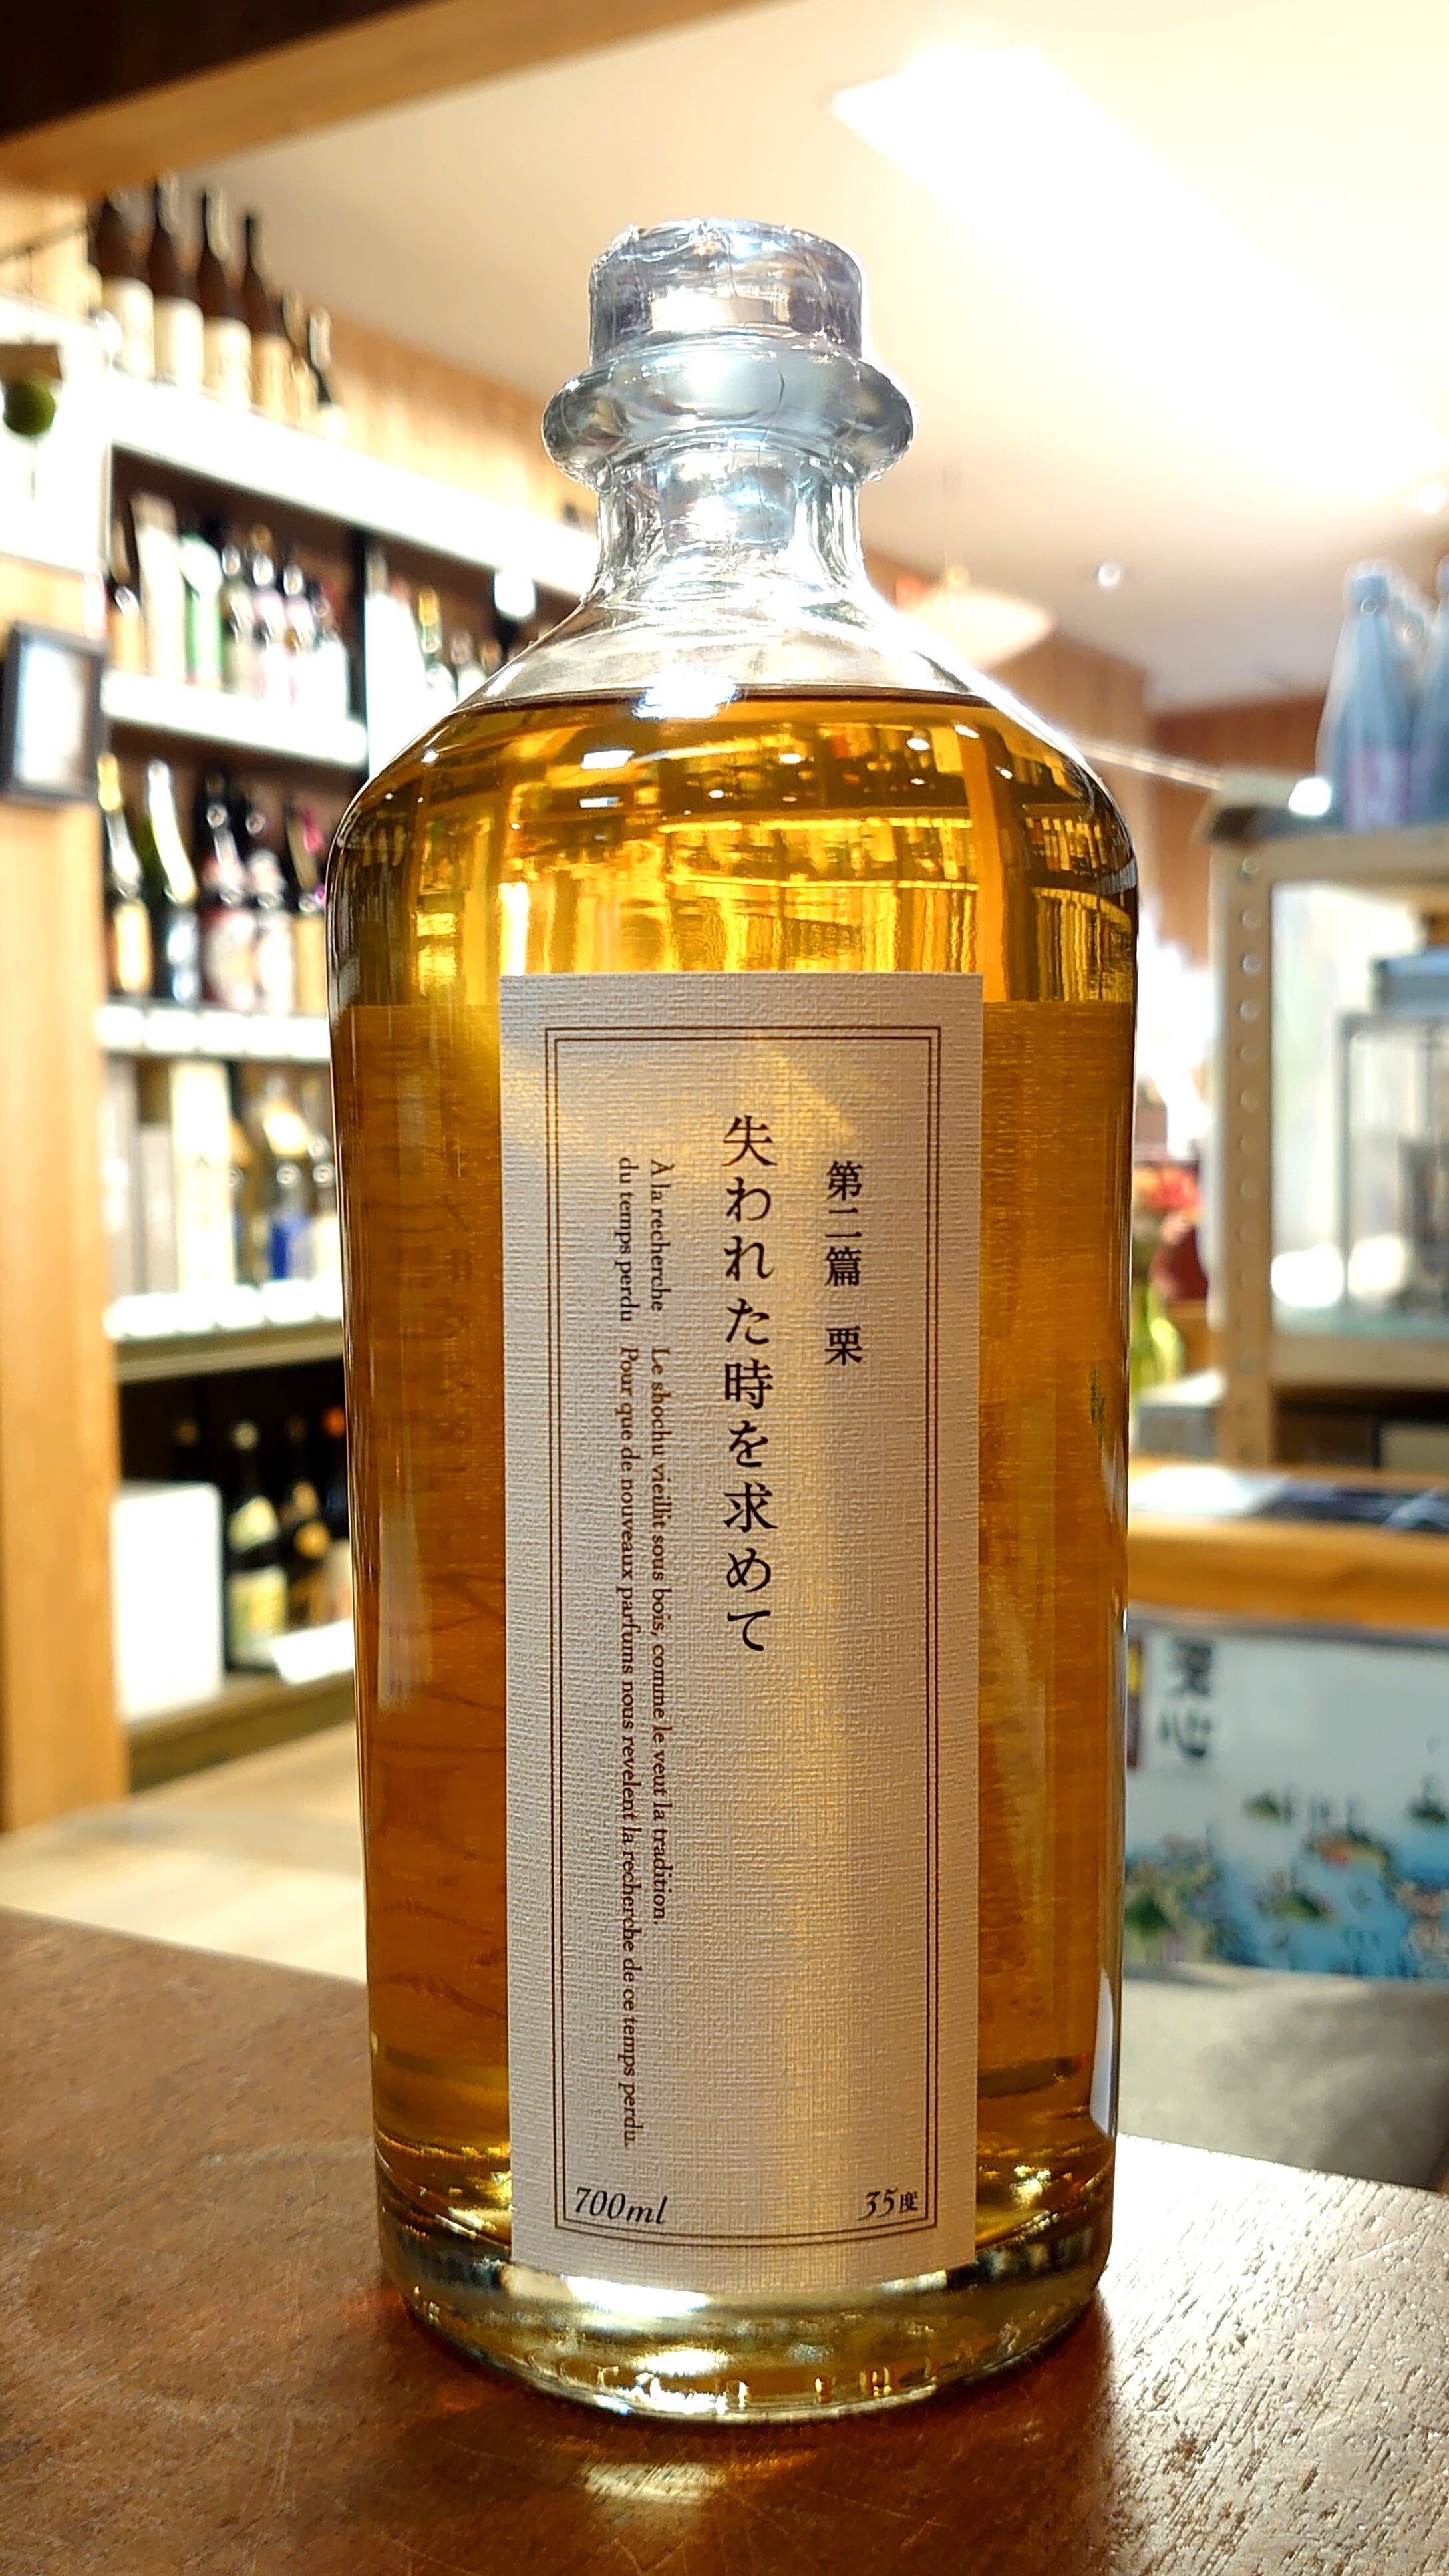 第二篇 栗
失われた時を求めて
À la recherche Le shochu vieillit sous bois, comme le veut la tradition.
du temps perdu Pour que de nouveaux parfums nous revelent la recherche de ce temps perdu.
700ml
35度